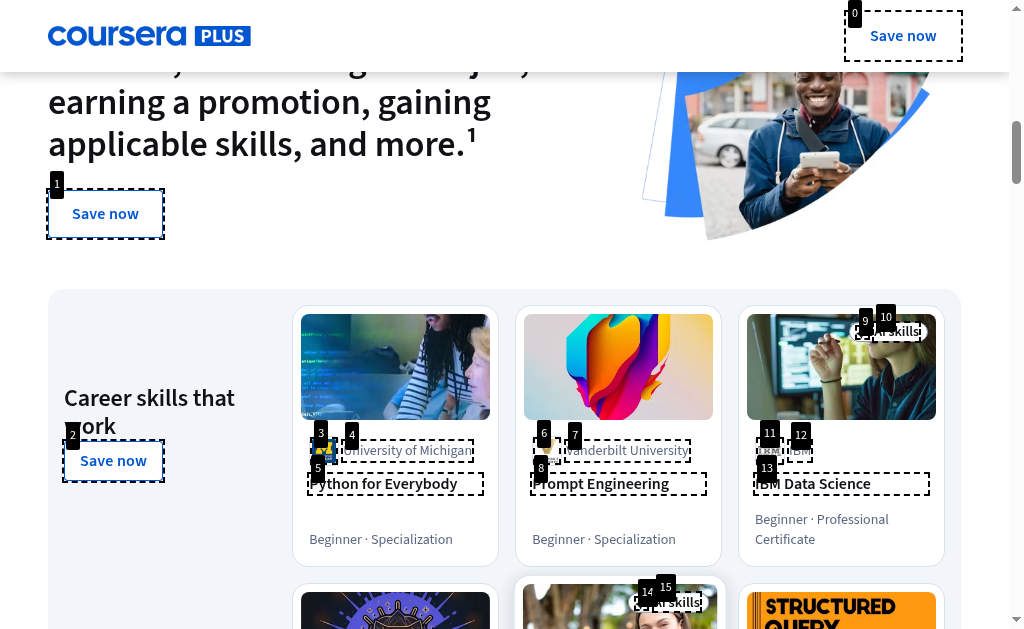 coursera PLUS
Save now
earning a promotion, gaining
applicable skills, and more.¹
Save now
Career skills that
work
Save now
University of Michigan
Python for Everybody
Beginner · Specialization
Vanderbilt University
Prompt Engineering
Beginner · Specialization
AI skills
IBM
IBM Data Science
Beginner · Professional
Certificate
AI skills
STRUCTURED
QUERY
0
1
2
3
4
5
6
7
8
9
10
11
12
13
14
15